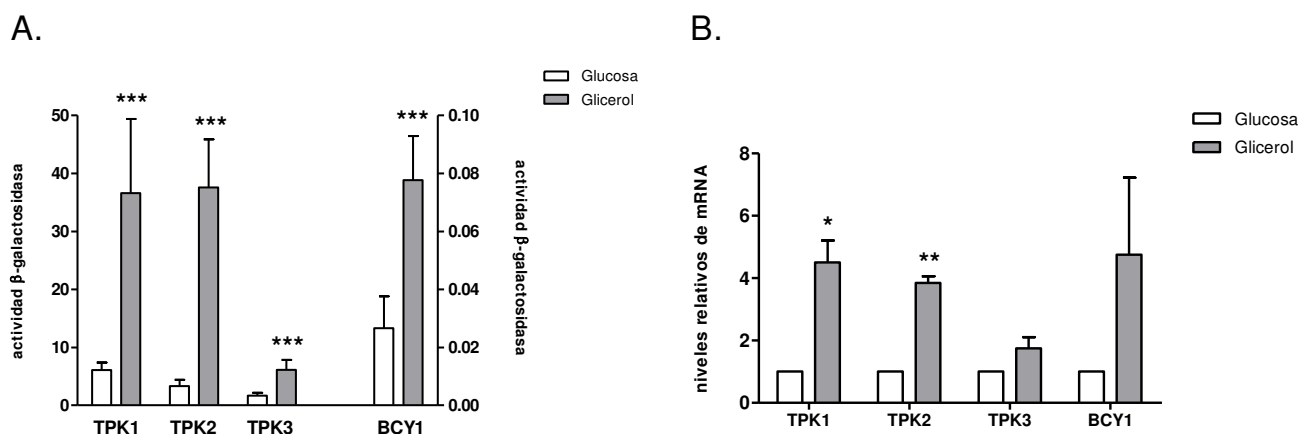 A.
Glucosa
Glicerol
actividad β-galactosidasa
50
40
30
20
10
0
***
***
***
***
0.10
0.08
0.06
0.04
0.02
0.00
actividad β-galactosidasa
TPK1 TPK2 TPK3 BCY1
B.
Glucosa
Glicerol
niveles relativos de mRNA
8
6
4
2
0
*
**
TPK1 TPK2 TPK3 BCY1